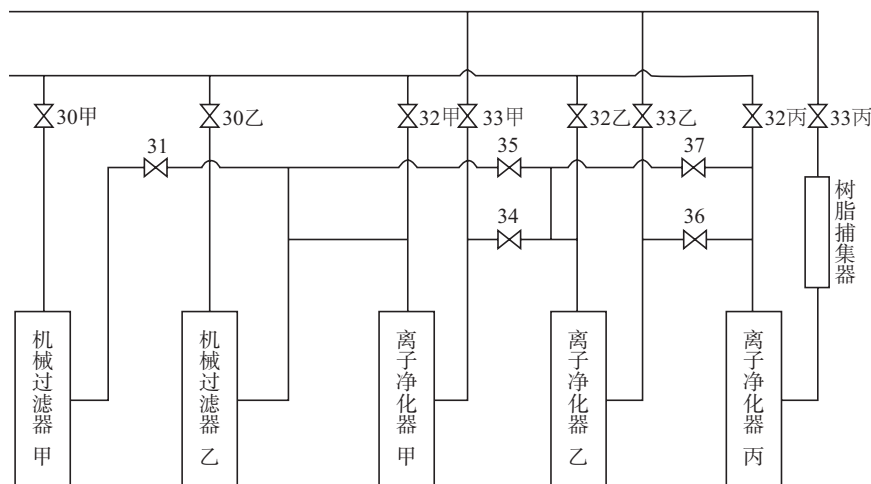 30甲
30乙
32甲
33甲
32乙
33乙
32丙
33丙
31
35
37
34
36
树脂捕集器
机械过滤器 甲
机械过滤器 乙
离子净化器 甲
离子净化器 乙
离子净化器 丙